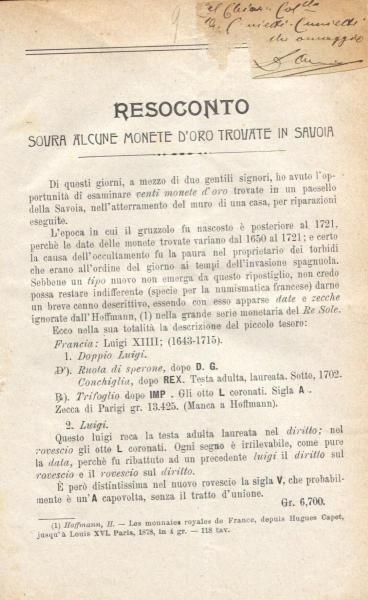 RESOCONTO
SOVRA ALCUNE MONETE D'ORO TROVATE IN SAVOIA
Di questi giorni, a mezzo di due gentili signori, ho avuto l'op-
portunità di esaminare venti monete d'oro trovate in un paesello
della Savoia, nell'atterramento del muro di una casa, per riparazioni
eseguite.
L'epoca in cui il gruzzolo fu nascosto è posteriore al 1721,
perchè le date delle monete trovate variano dal 1650 al 1721; e certo
la causa dell'occultamento fu la paura nel proprietario dei torbidi
che erano all'ordine del giorno ai tempi dell'invasione spagnuola.
Sebbene un tipo nuovo non emerga da questo ripostiglio, non credo
possa restare indifferente (specie per la numismatica francese) darne
un breve cenno descrittivo, essendo con esso apparse date e zecche
ignorate dall'Hoffmann, (1) nella grande serie monetaria del Re Sole.
Ecco nella sua totalità la descrizione del piccolo tesoro:
Francia: Luigi XIIII; (1643-1715).
1. Doppio Luigi.
D). Ruota di sperone, dopo D. G.
Conchiglia, dopo REX. Testa adulta, laureata. Sotto, 1702.
R). Trifoglio dopo IMP. Gli otto L coronati. Sigla A.
Zecca di Parigi gr. 13.425. (Manca a Hoffmann).
2. Luigi.
Questo luigi reca la testa adulta laureata nel diritto; nel
rovescio gli otto L coronati. Ogni segno è irrilevabile, come pure
la data, perchè fu ribattuto ad un precedente luigi il diritto sul
rovescio e il rovescio sul diritto.
È però distintissima nel nuovo rovescio la sigla V, che probabil-
mente è un'A capovolta, senza il tratto d'unione.
Gr. 6,700.
(1) Hoffmann, H. — Les monnaies royales de France, depuis Hugues Capet,
jusqu'à Louis XVI. Paris, 1878, in 4 gr. — 118 tav.